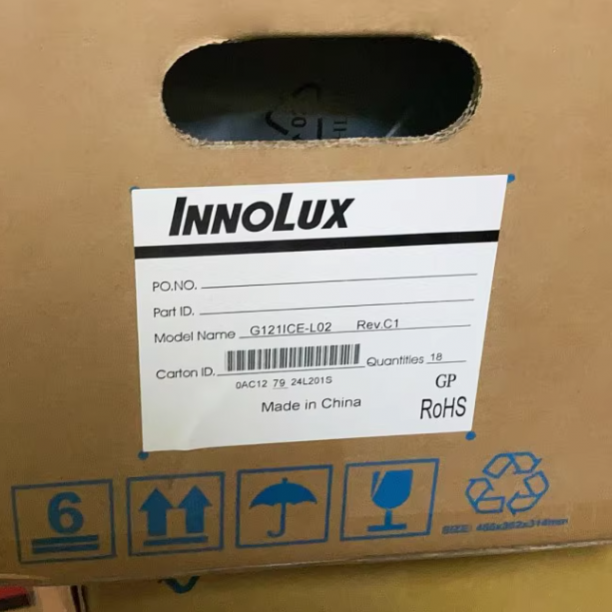 INNOLUX
PO.NO.
Part ID.
Model Name G121ICE-L02 Rev.C1
Carton ID. Quantities 18
0AC12 79 24L201S
GP
Made in China
RoHS
6
SIZE: